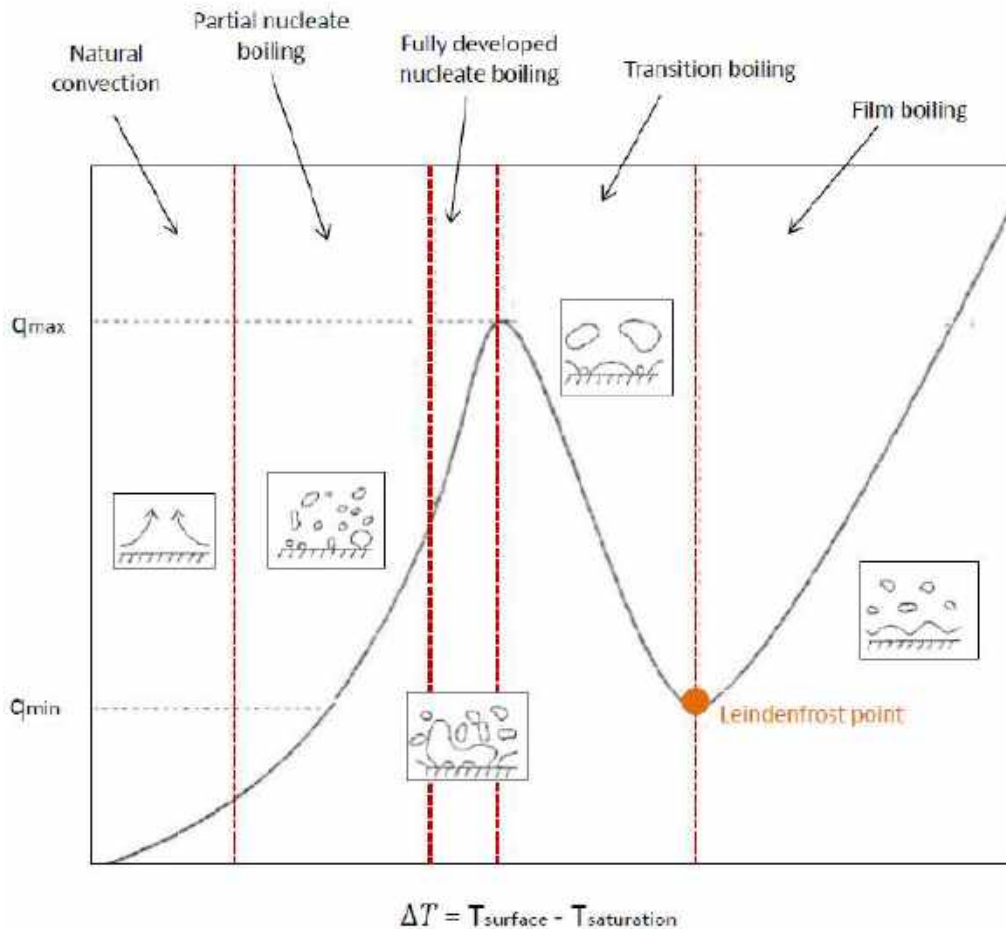 Natural
convection
Partial nucleate
boiling
Fully developed
nucleate boiling
Transition boiling
Film boiling
qmax
qmin
Leindenfrost point
ΔT = Tsurface - Tsaturation